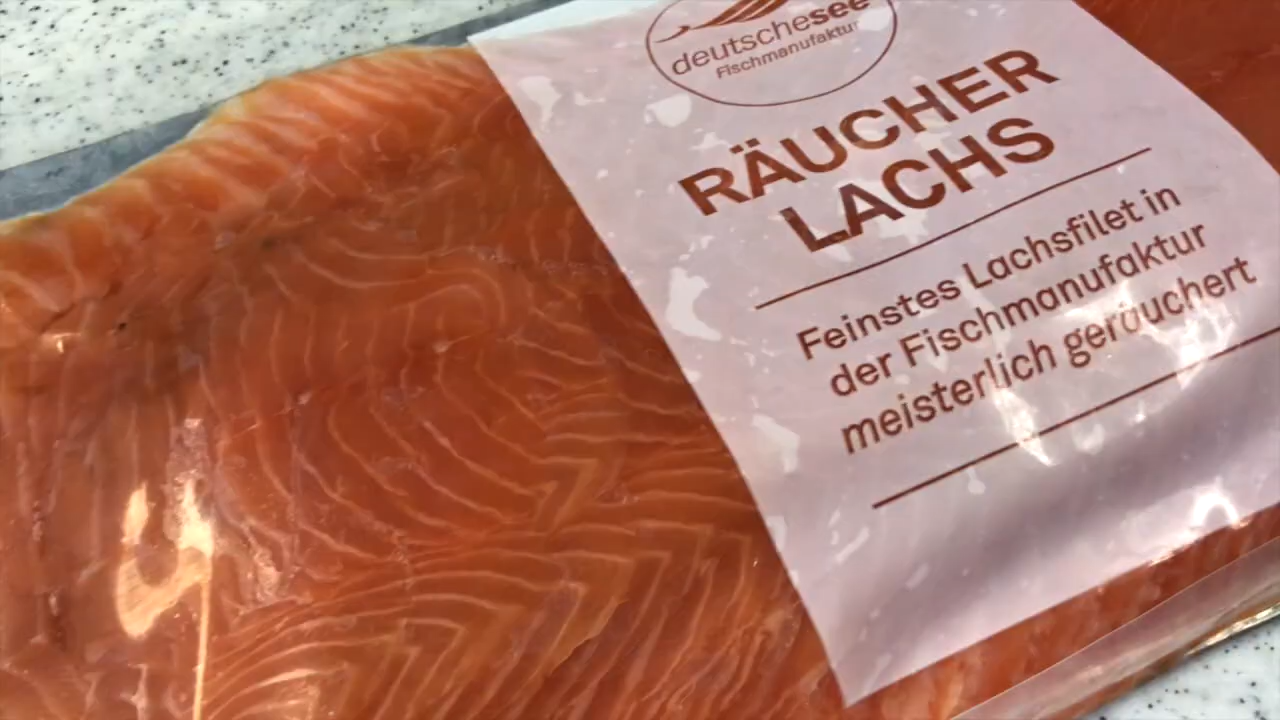 deutschesee
Fischmanufaktur
RÄUCHER
LACHS
Feinstes Lachsfilet in
der Fischmanufaktur
meisterlich geräuchert